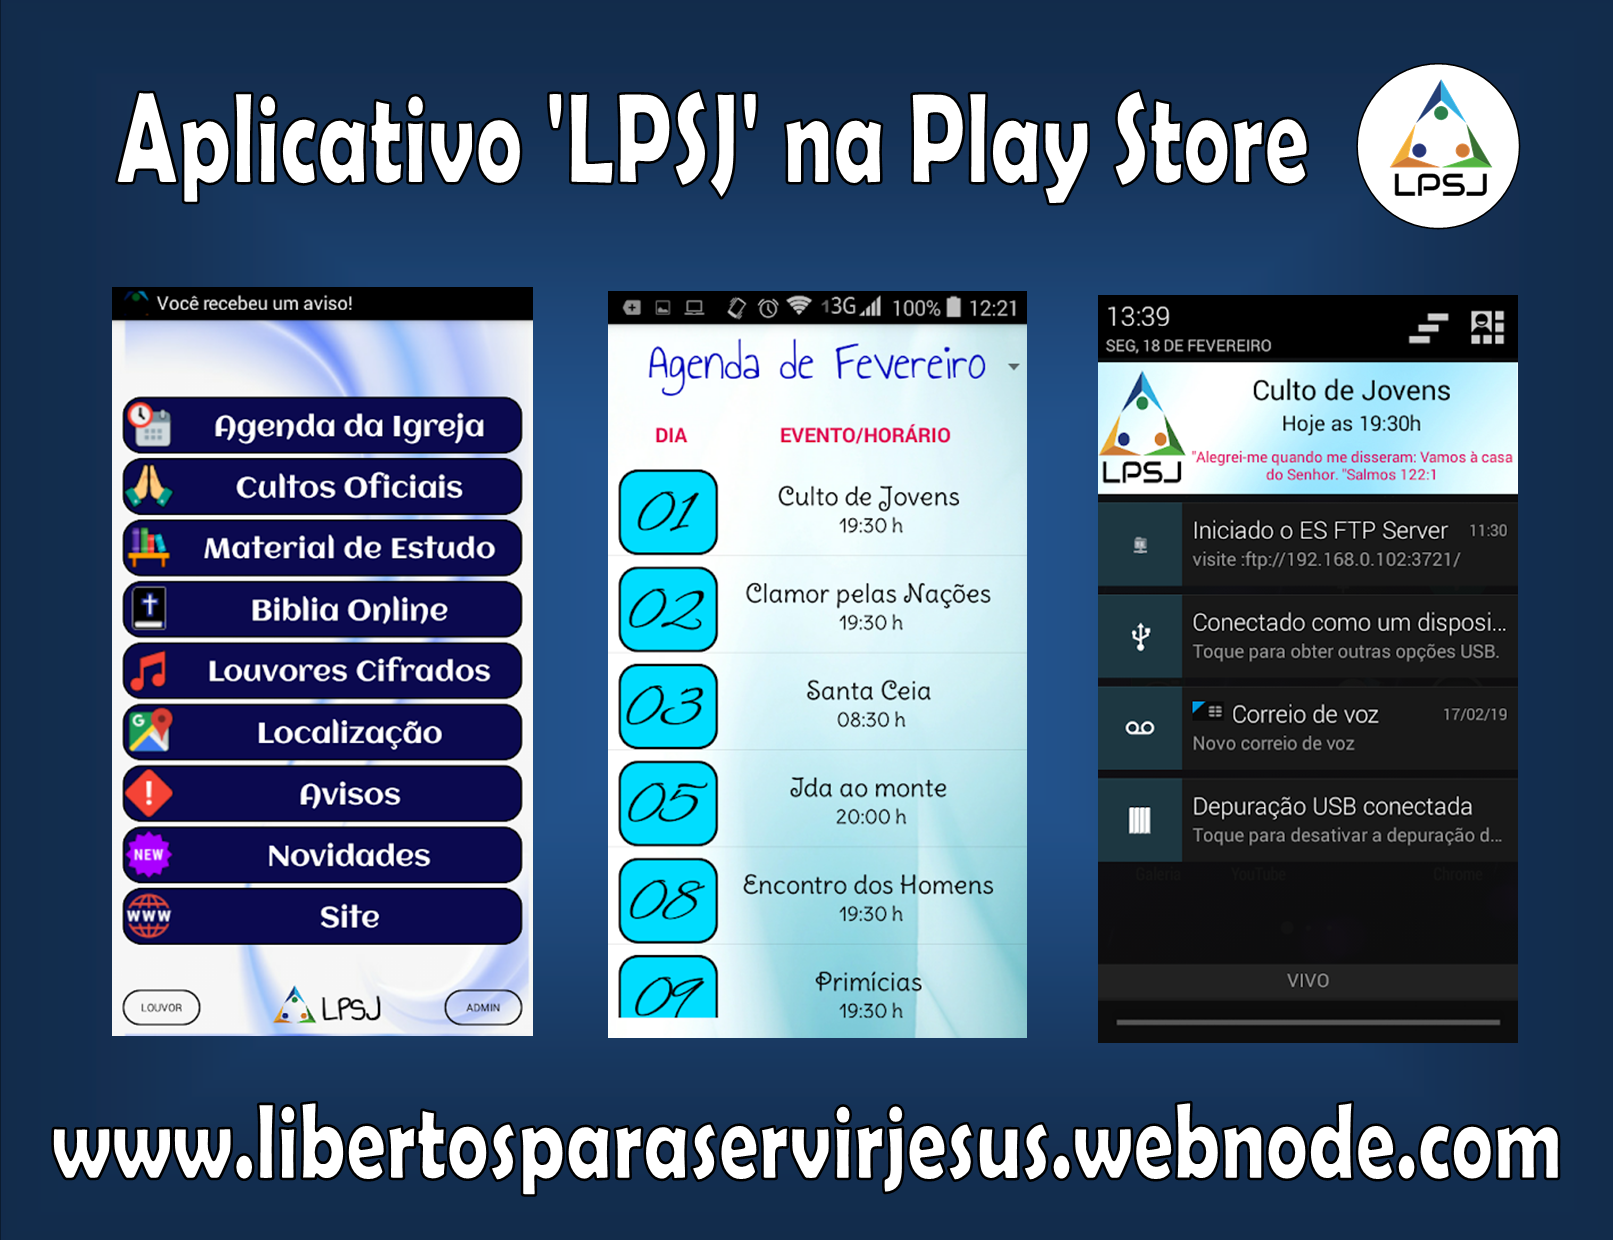 Aplicativo 'LPSJ' na Play Store
LPSJ
Você recebeu um aviso!
Agenda da Igreja
Cultos Oficiais
Material de Estudo
Biblia Online
Louvores Cifrados
G
Localização
Avisos
NEW
Novidades
WWW
Site
LOUVOR
LPSJ
ADMIN
3G 100% 12:21
Agenda de Fevereiro
DIA EVENTO/HORÁRIO
01
Culto de Jovens
19:30 h
02
Clamor pelas Nações
19:30 h
03
Santa Ceia
08:30 h
05
Ida ao monte
20:00 h
08
Encontro dos Homens
19:30 h
09
Primícias
19:30 h
13:39
SEG, 18 DE FEVEREIRO
LPSJ
Culto de Jovens
Hoje as 19:30h
"Alegrei-me quando me disseram: Vamos à casa
do Senhor. "Salmos 122:1
Iniciado o ES FTP Server 11:30
visite :ftp://192.168.0.102:3721/
Conectado como um disposi...
Toque para obter outras opções USB.
Correio de voz 17/02/19
Novo correio de voz
Depuração USB conectada
Toque para desativar a depuração d...
Galeria YouTube Chrome
VIVO
www.libertosparaservirjesus.webnode.com